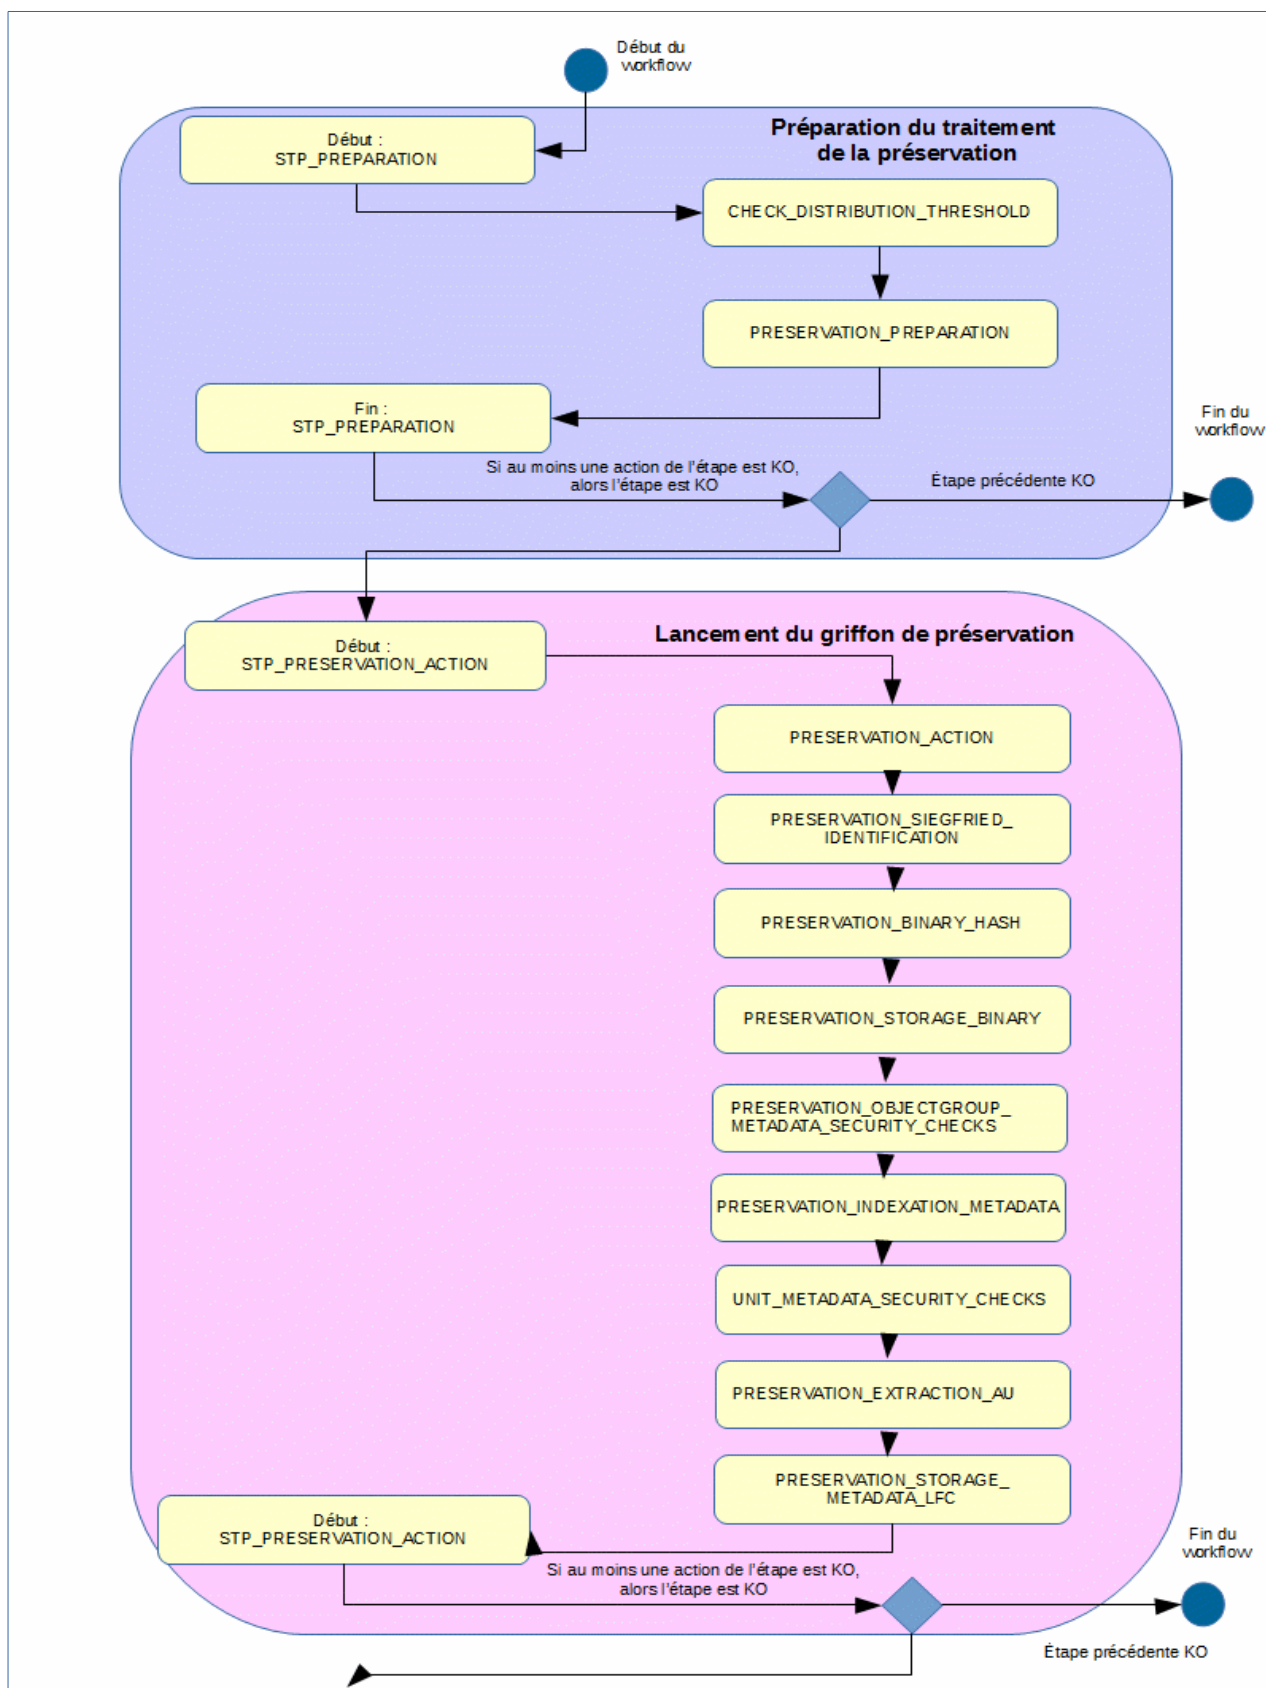 Début du
workflow
Préparation du traitement
de la préservation
Début :
STP_PREPARATION
CHECK_DISTRIBUTION_THRESHOLD
PRESERVATION_PREPARATION
Fin :
STP_PREPARATION
Fin du
workflow
Si au moins une action de l'étape est KO,
alors l'étape est KO
Étape précédente KO
Lancement du griffon de préservation
Début :
STP_PRESERVATION_ACTION
PRESERVATION_ACTION
PRESERVATION_SIEGFRIED_
IDENTIFICATION
PRESERVATION_BINARY_HASH
PRESERVATION_STORAGE_BINARY
PRESERVATION_OBJECTGROUP_
METADATA_SECURITY_CHECKS
PRESERVATION_INDEXATION_METADATA
UNIT_METADATA_SECURITY_CHECKS
PRESERVATION_EXTRACTION_AU
PRESERVATION_STORAGE_
METADATA_LFC
Début :
STP_PRESERVATION_ACTION
Fin du
workflow
Si au moins une action de l'étape est KO,
alors l'étape est KO
Étape précédente KO